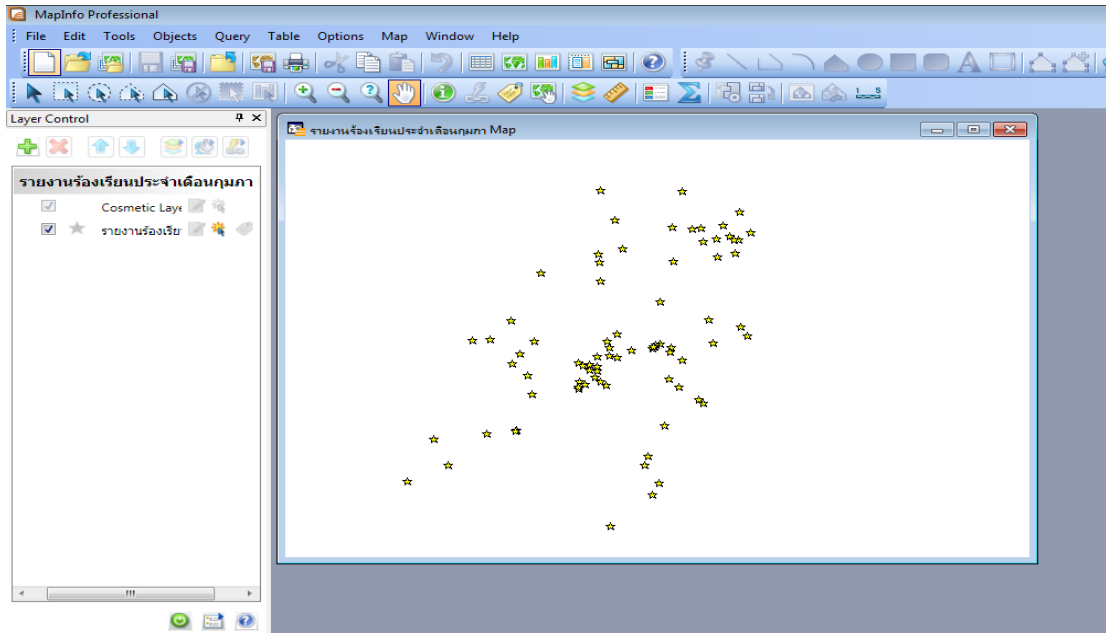 MapInfo Professional
File Edit Tools Objects Query Table Options Map Window Help
Layer Control
รายงานร้องเรียนประจำเดือนกุมภา Map
รายงานร้องเรียนประจำเดือนกุมภา
Cosmetic Laye
รายงานร้องเรีย